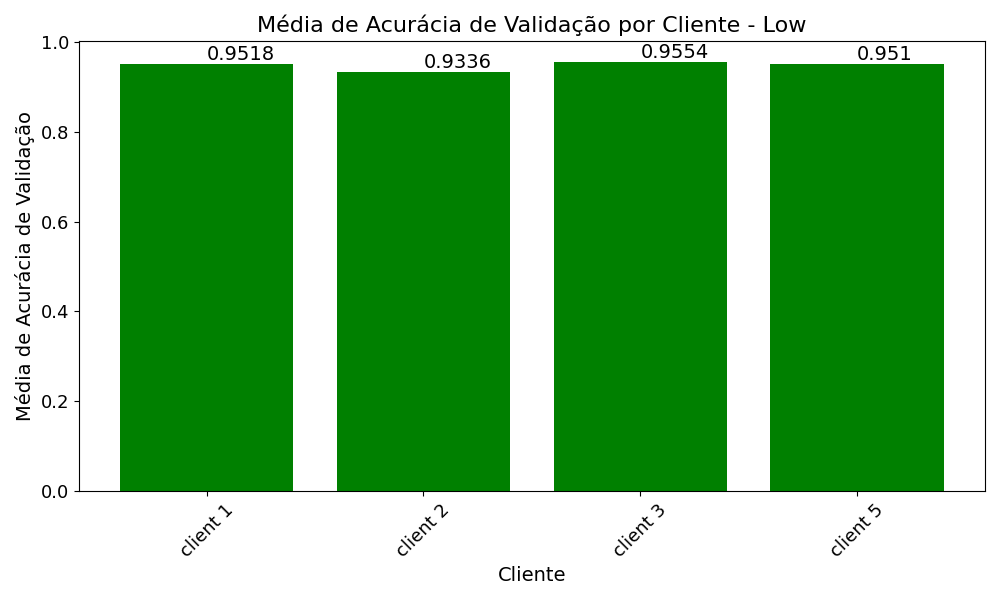 Média de Acurácia de Validação por Cliente - Low
Média de Acurácia de Validação
1.0
0.8
0.6
0.4
0.2
0.0
0.9518
0.9336
0.9554
0.951
client 1
client 2
client 3
client 5
Cliente